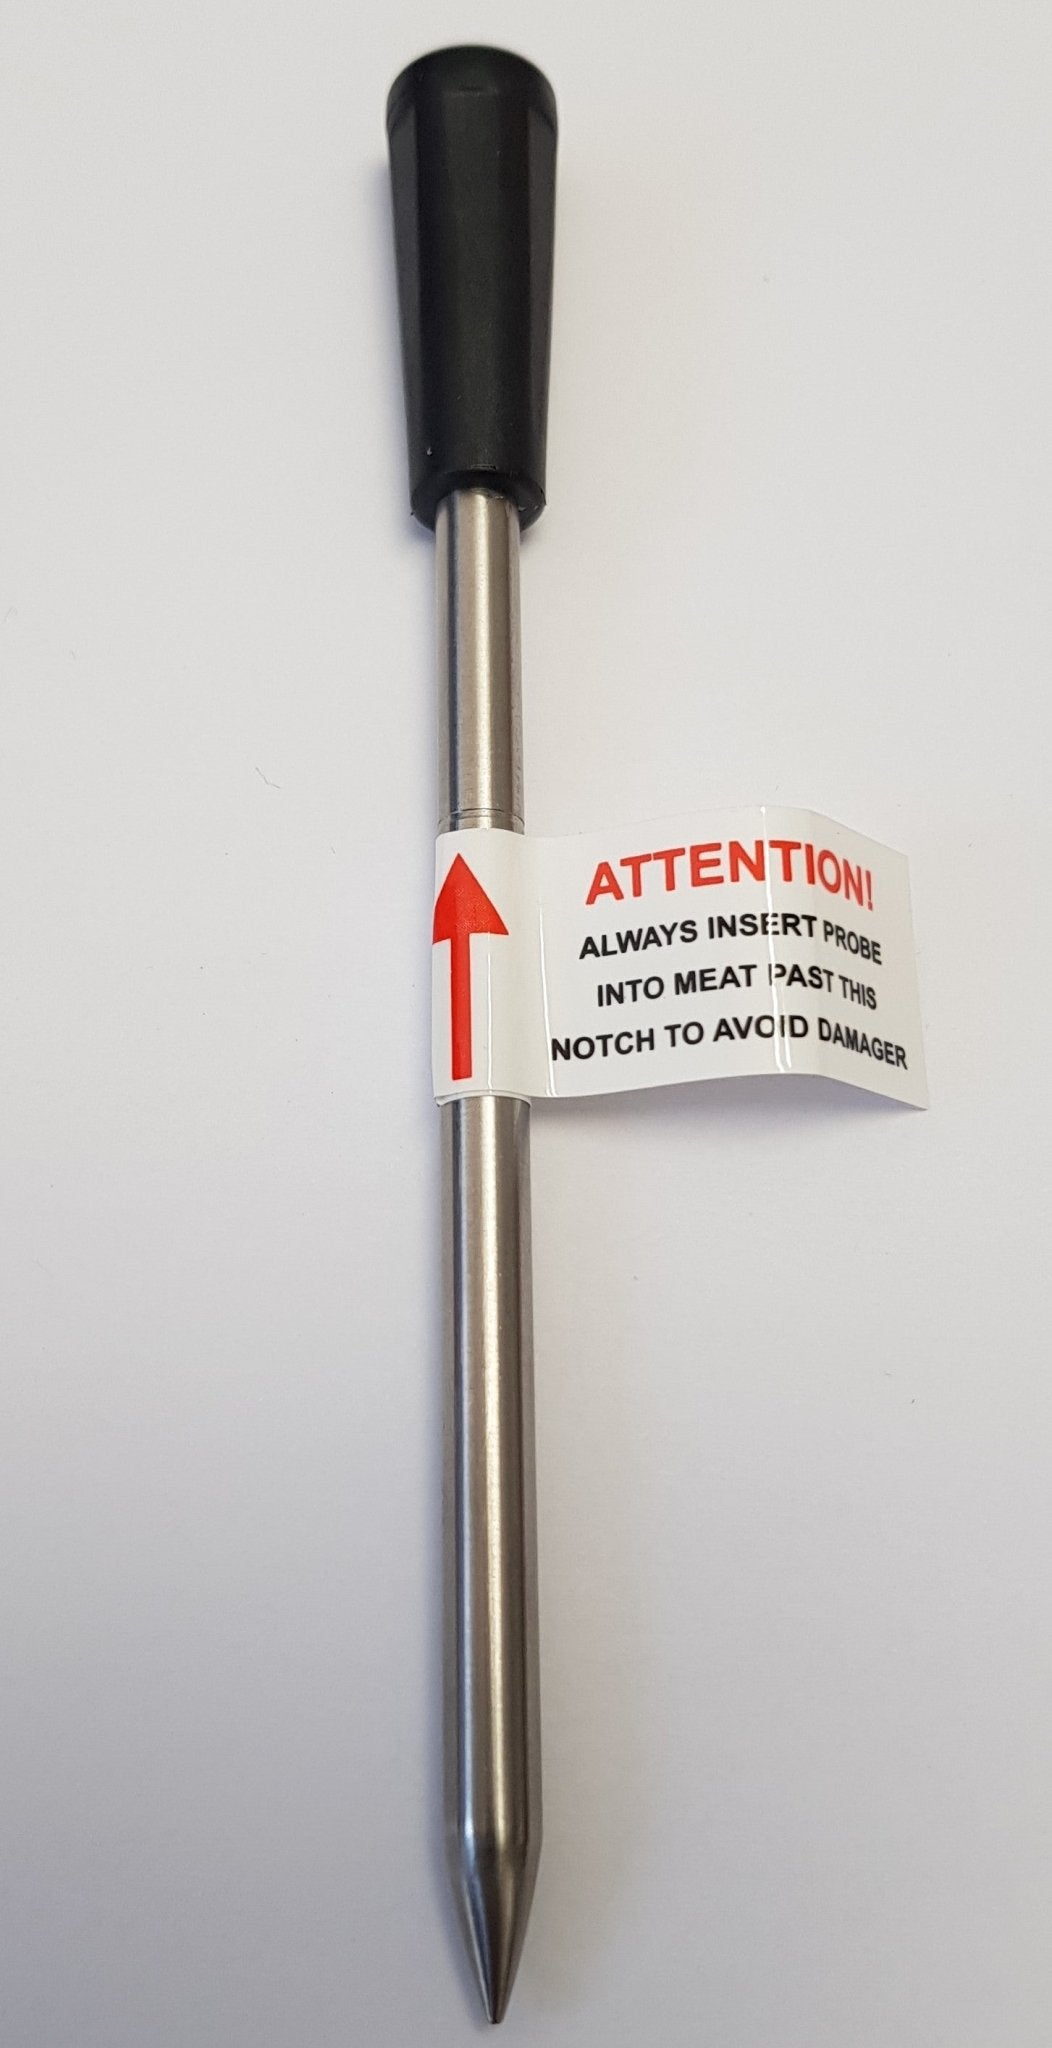 ATTENTION!
ALWAYS INSERT PROBE
INTO MEAT PAST THIS
NOTCH TO AVOID DAMAGER